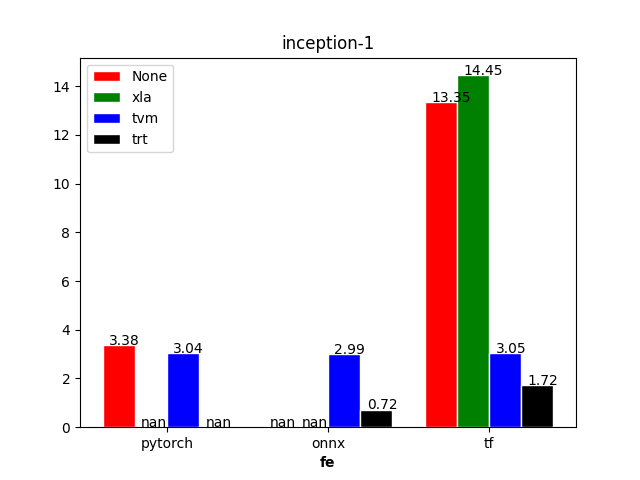 inception-1
None
xla
tvm
trt
14
12
10
8
6
4
2
0
3.38
nan
3.04
nan
nan
nan
2.99
0.72
13.35
14.45
3.05
1.72
pytorch
onnx
tf
fe